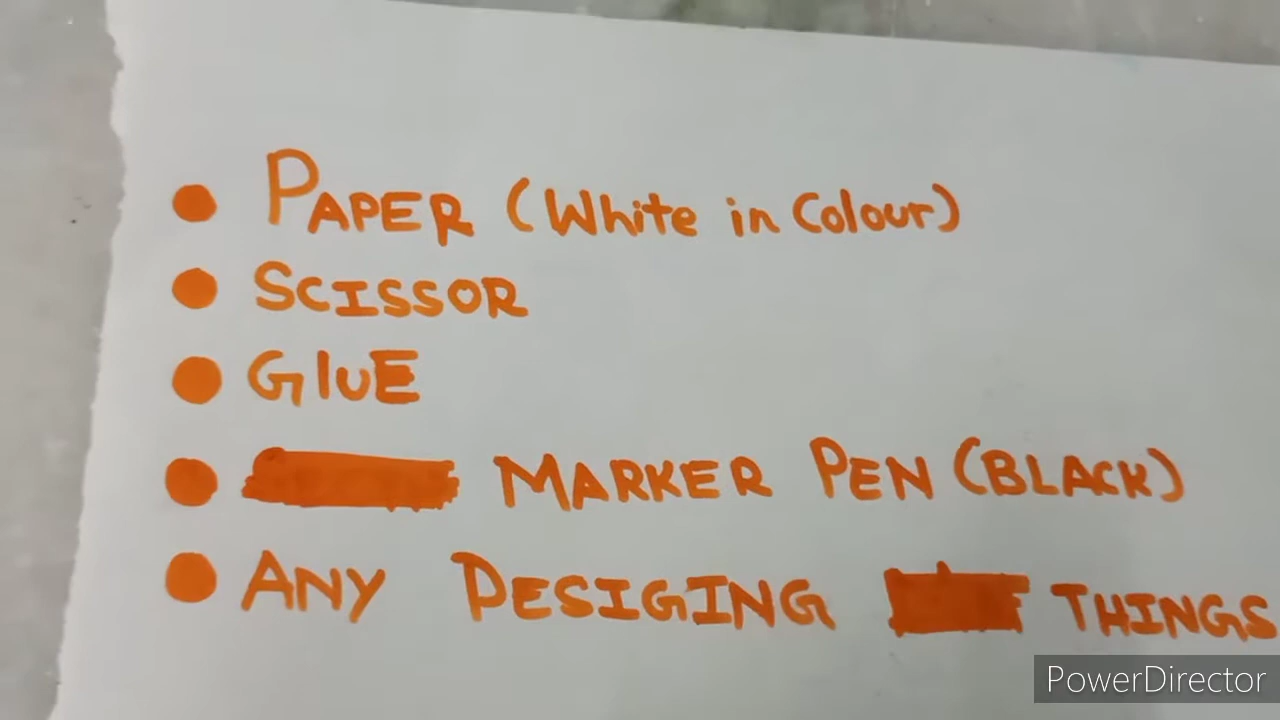 ● PAPER (White in Colour)
● SCISSOR
● GlUE
● MARKER PEN (BLACK)
● ANY DESIGING THINGS
PowerDirector